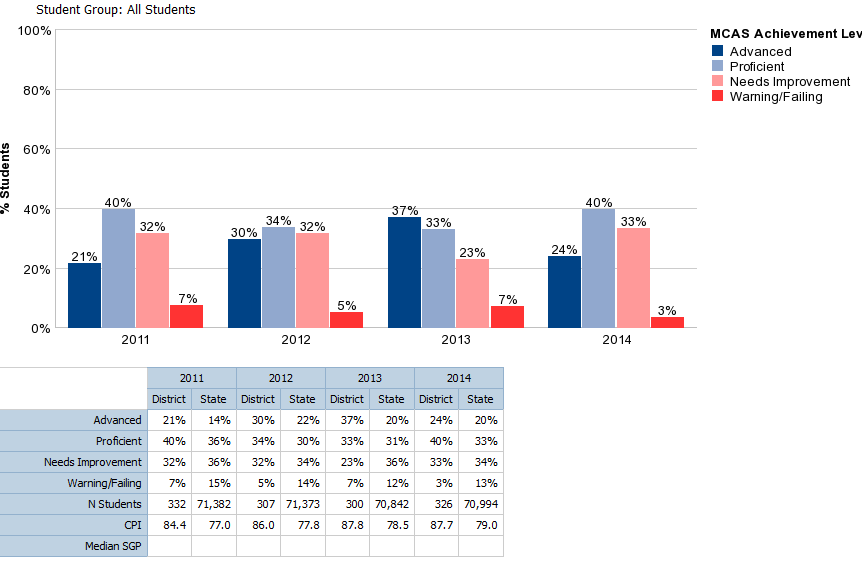 Student Group: All Students
MCAS Achievement Lev
Advanced
Proficient
Needs Improvement
Warning/Failing
% Students
100%
80%
60%
40%
20%
0%
21% 40% 32% 7%
30% 34% 32% 5%
37% 33% 23% 7%
24% 40% 33% 3%
2011 2012 2013 2014
2011 2012 2013 2014
District State District State District State District State
Advanced 21% 14% 30% 22% 37% 20% 24% 20%
Proficient 40% 36% 34% 30% 33% 31% 40% 33%
Needs Improvement 32% 36% 32% 34% 23% 36% 33% 34%
Warning/Failing 7% 15% 5% 14% 7% 12% 3% 13%
N Students 332 71,382 307 71,373 300 70,842 326 70,994
CPI 84.4 77.0 86.0 77.8 87.8 78.5 87.7 79.0
Median SGP